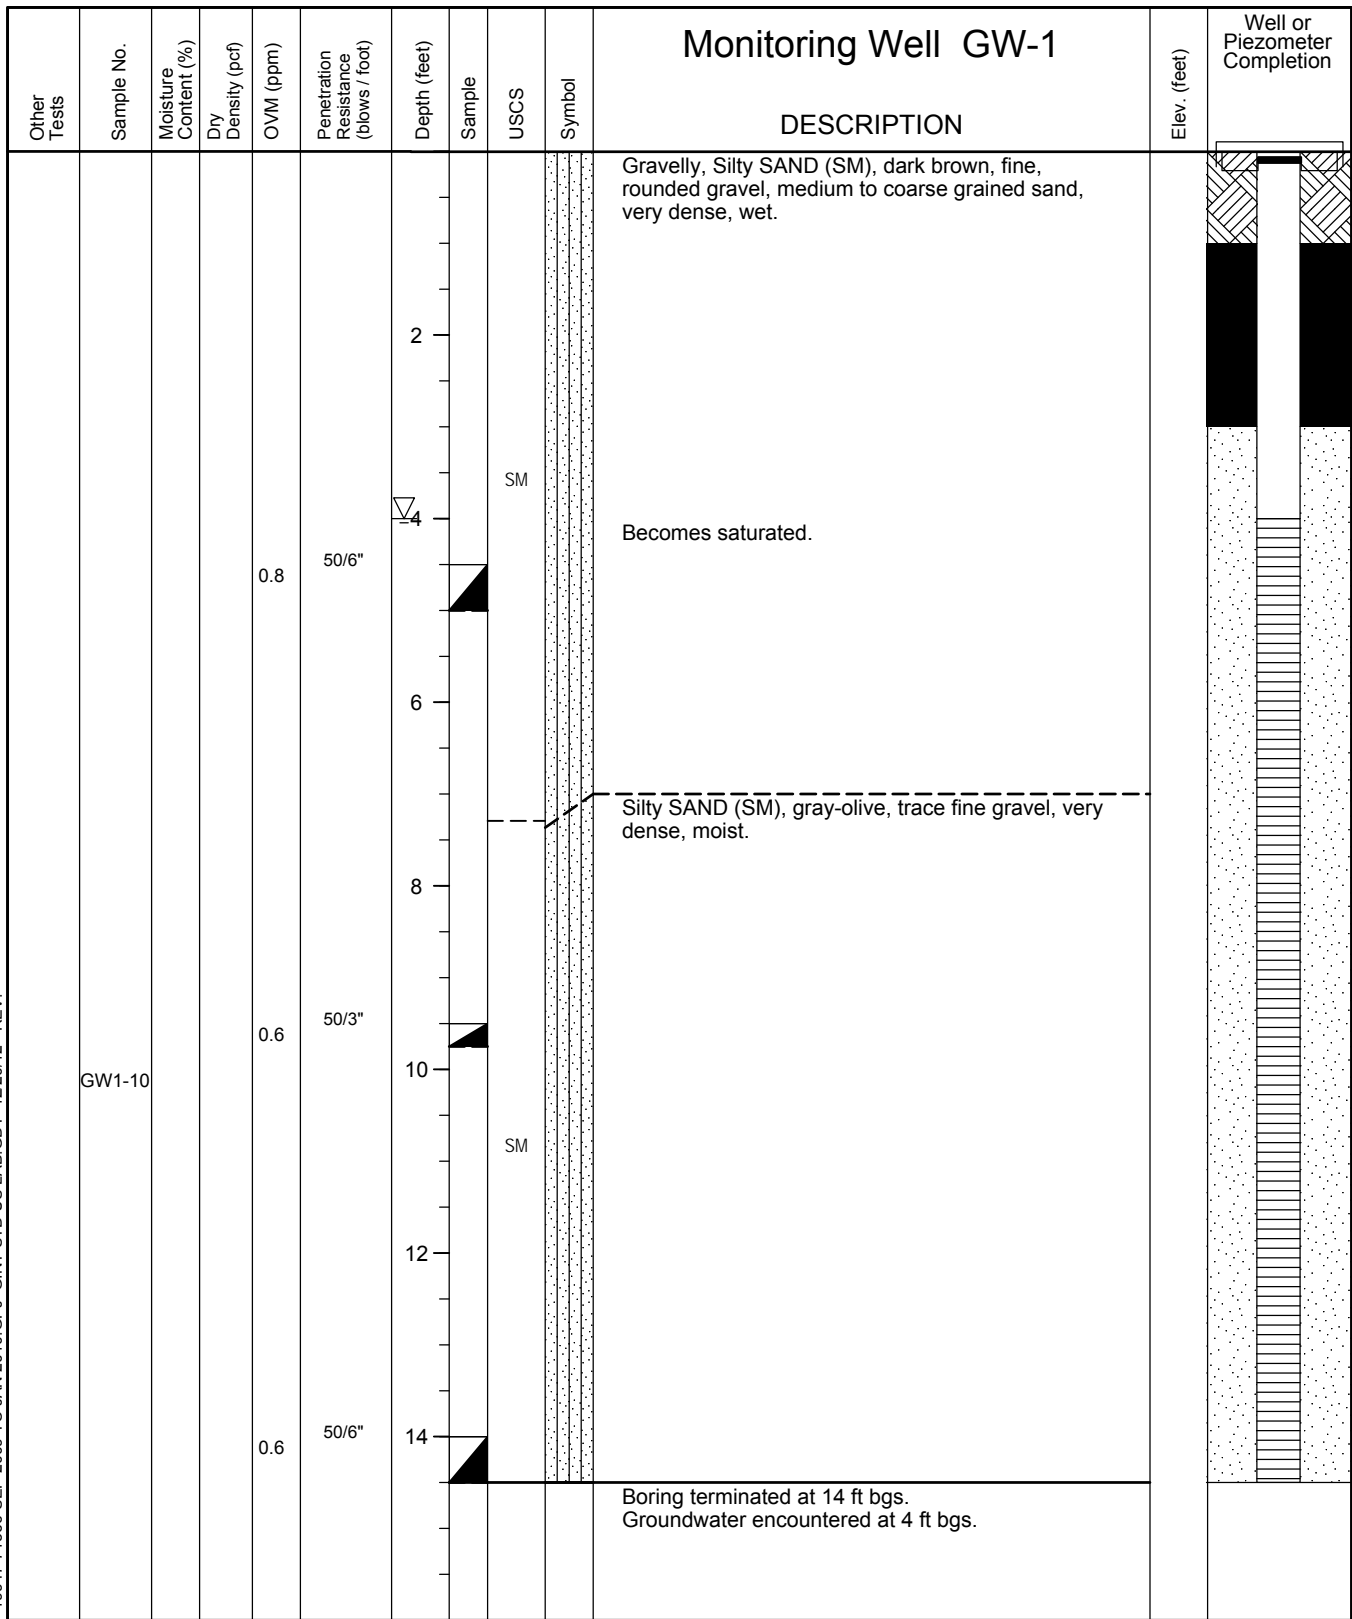 Monitoring Well GW-1
DESCRIPTION
Other
Tests
Sample No.
Moisture
Content (%)
Dry
Density (pcf)
OVM (ppm)
Penetration
Resistance
(blows / foot)
Depth (feet)
Sample
USCS
Symbol
Elev. (feet)
Well or
Piezometer
Completion
Gravelly, Silty SAND (SM), dark brown, fine,
rounded gravel, medium to coarse grained sand,
very dense, wet.
2
SM
4
Becomes saturated.
0.8
50/6"
6
Silty SAND (SM), gray-olive, trace fine gravel, very
dense, moist.
8
0.6
50/3"
10
GW1-10
SM
12
0.6
50/6"
14
Boring terminated at 14 ft bgs.
Groundwater encountered at 4 ft bgs.